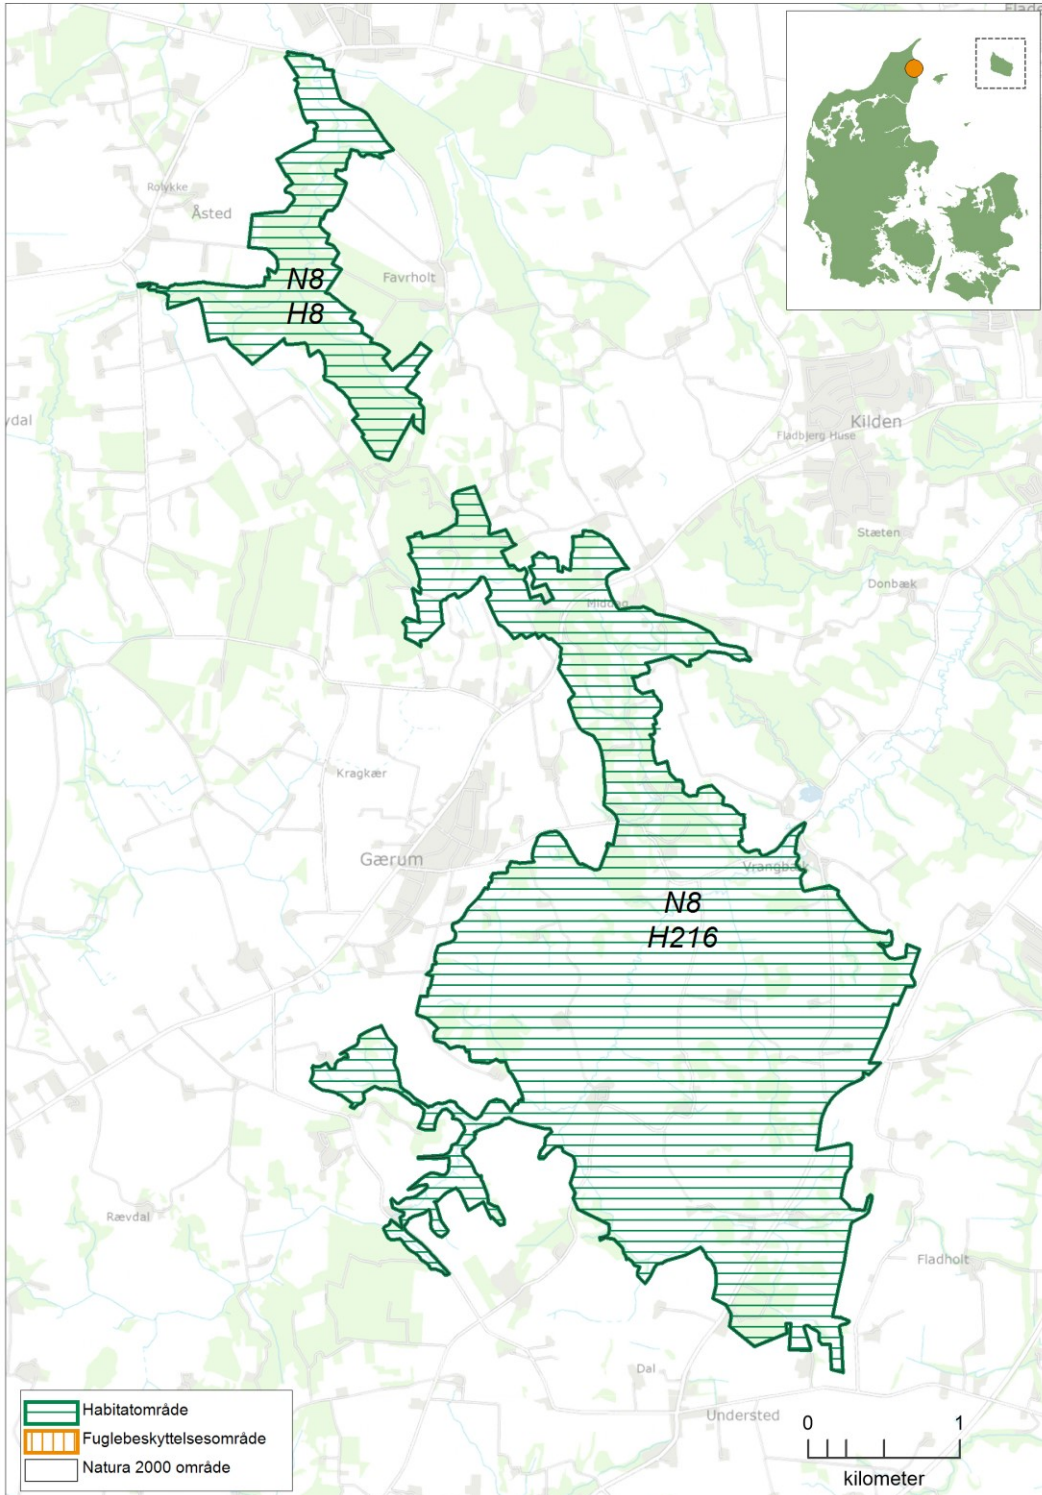 Rolykke
Åsted
Favrholt
N8
H8
Kilden
Fladbjerg Huse
Stæten
Donbæk
Kragkær
Gærum
Vrangbæk
N8
H216
Rævdal
Fladholt
Dal
Understed
Habitatområde
Fuglebeskyttelsesområde
Natura 2000 område
0 1
kilometer